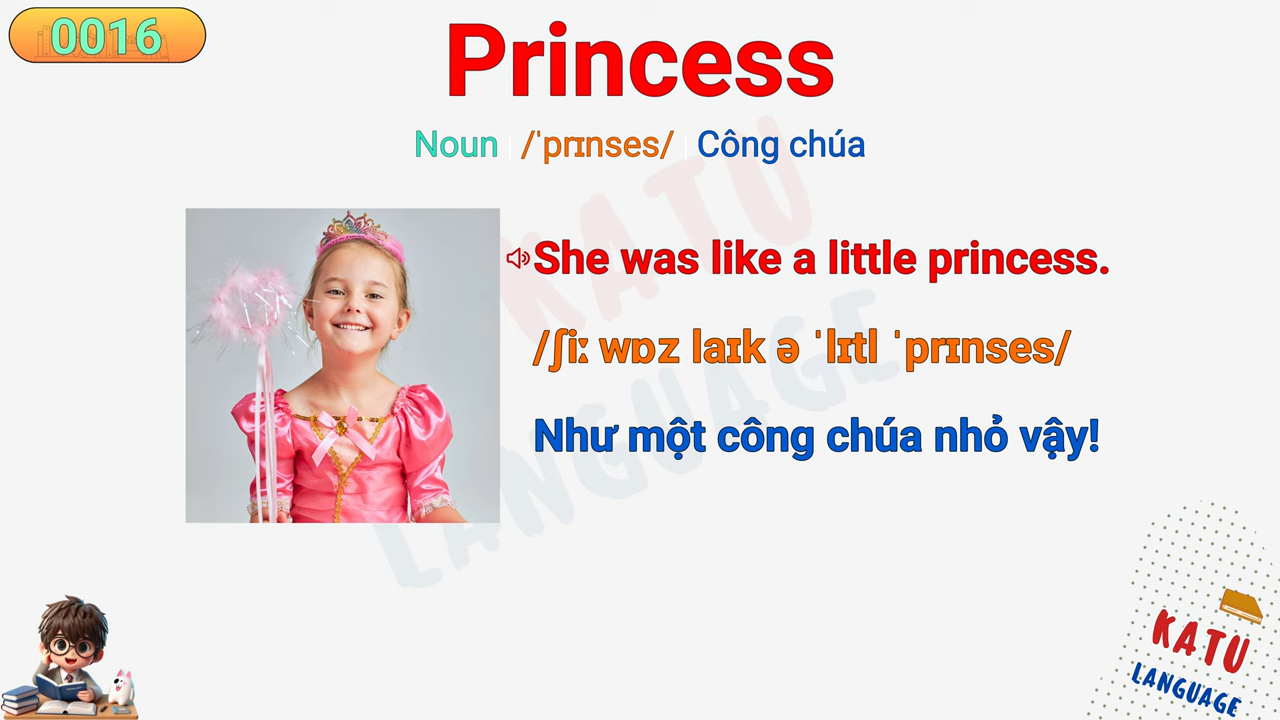 0016
Princess
Noun | /ˈprɪnses/ | Công chúa
She was like a little princess.
/ʃiː wɒz laɪk ə ˈlɪtl ˈprɪnses/
Như một công chúa nhỏ vậy!
KATU
LANGUAGE
KATU
LANGUAGE